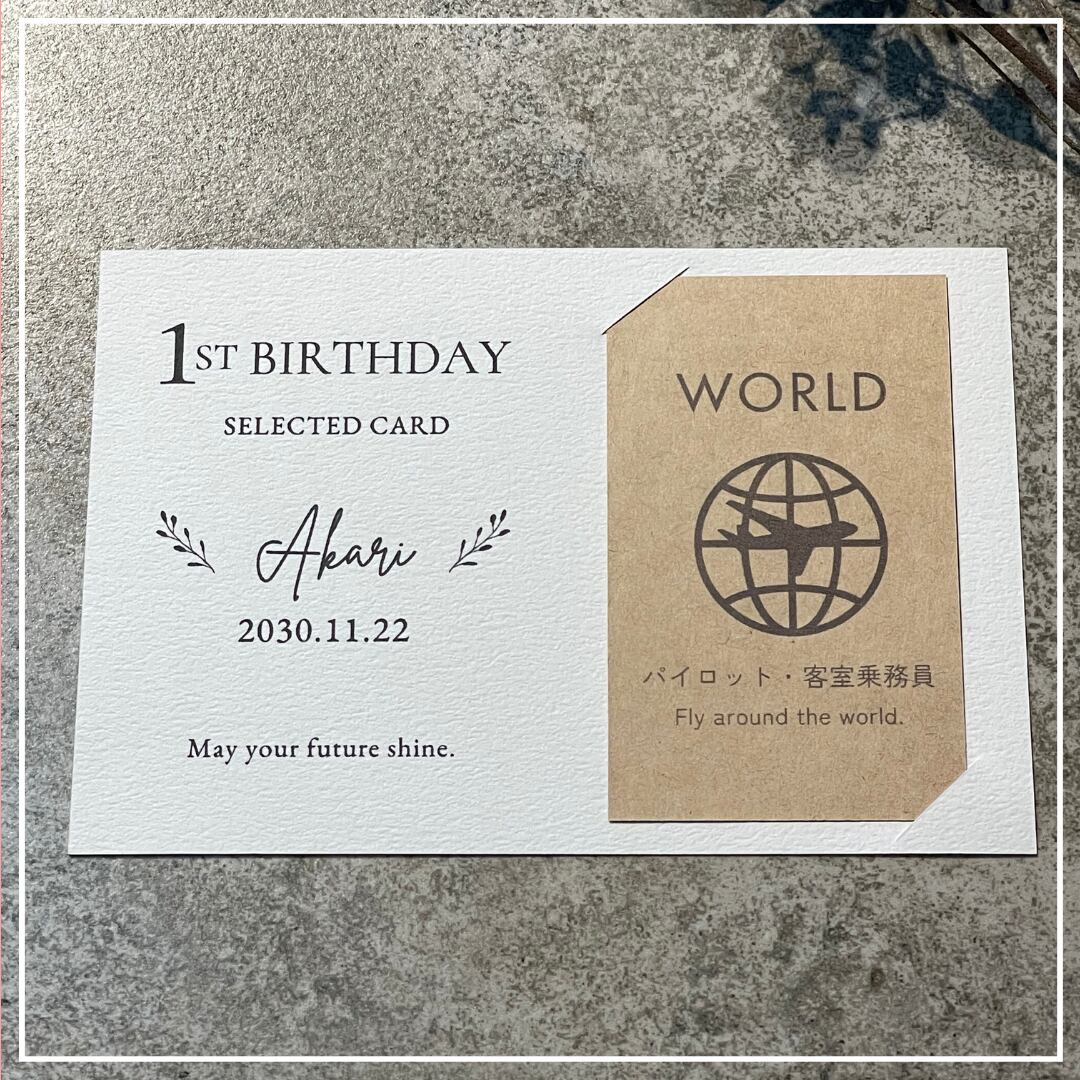 1ST BIRTHDAY
SELECTED CARD
Akari
2030.11.22
May your future shine.
WORLD
パイロット・客室乗務員
Fly around the world.